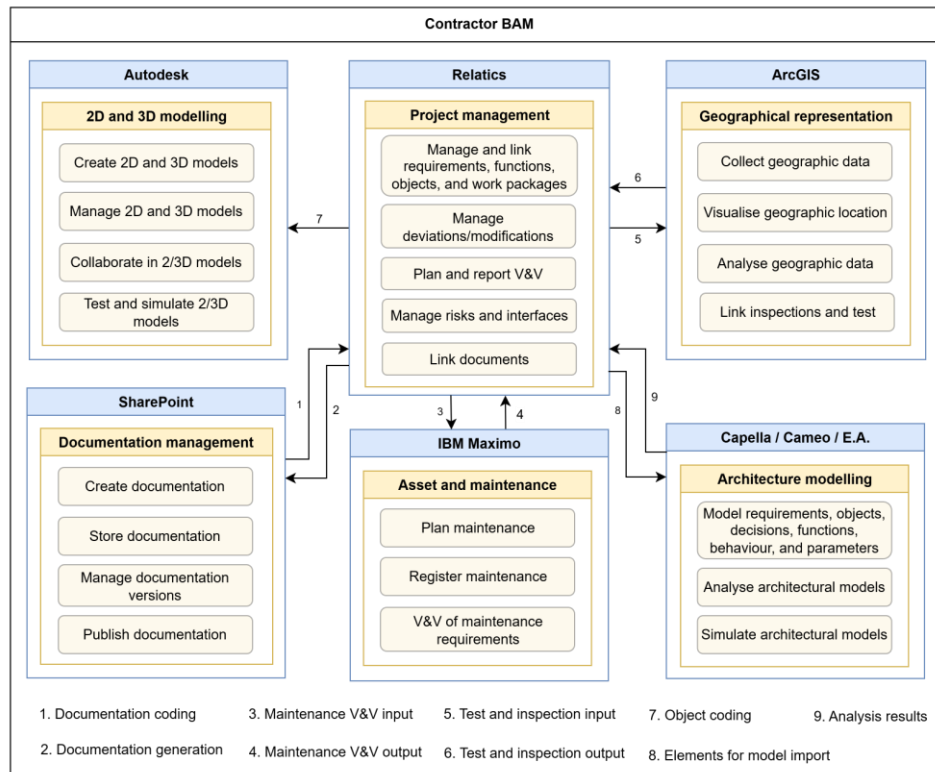 Contractor BAM
Autodesk
2D and 3D modelling
Create 2D and 3D models
Manage 2D and 3D models
Collaborate in 2/3D models
Test and simulate 2/3D
models
Relatics
Project management
Manage and link
requirements, functions,
objects, and work packages
Manage
deviations/modifications
Plan and report V&V
Manage risks and interfaces
Link documents
ArcGIS
Geographical representation
Collect geographic data
Visualise geographic location
Analyse geographic data
Link inspections and test
6
5
7
1
2
3
4
8
9
SharePoint
Documentation management
Create documentation
Store documentation
Manage documentation
versions
Publish documentation
IBM Maximo
Asset and maintenance
Plan maintenance
Register maintenance
V&V of maintenance
requirements
Capella / Cameo / E.A.
Architecture modelling
Model requirements, objects,
decisions, functions,
behaviour, and parameters
Analyse architectural models
Simulate architectural models
1. Documentation coding
2. Documentation generation
3. Maintenance V&V input
4. Maintenance V&V output
5. Test and inspection input
6. Test and inspection output
7. Object coding
8. Elements for model import
9. Analysis results